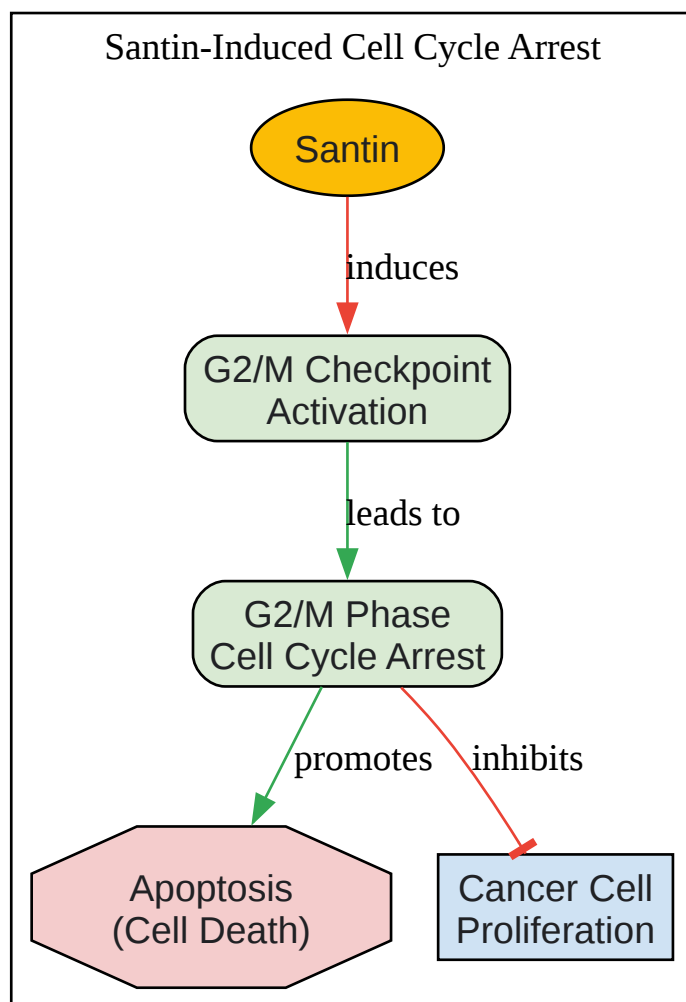 Santin-Induced Cell Cycle Arrest
Santin
induces
G2/M Checkpoint
Activation
leads to
G2/M Phase
Cell Cycle Arrest
promotes
inhibits
Apoptosis
(Cell Death)
Cancer Cell
Proliferation